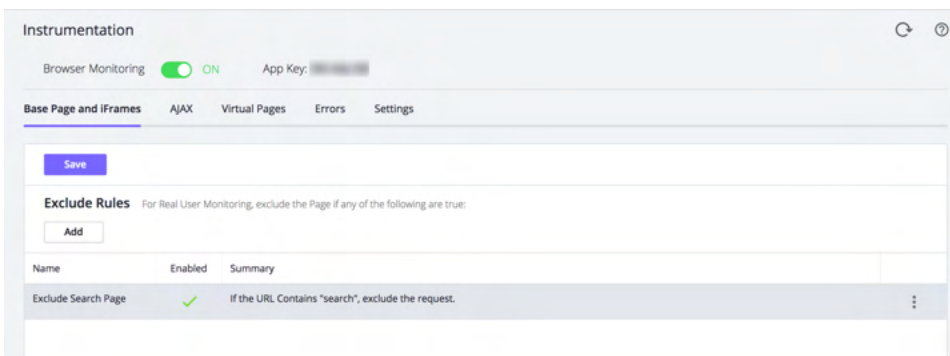 Instrumentation
Browser Monitoring ON App Key:
Base Page and iFrames AJAX Virtual Pages Errors Settings
Save
Exclude Rules For Real User Monitoring, exclude the Page if any of the following are true:
Add
Name Enabled Summary
Exclude Search Page If the URL Contains "search", exclude the request.